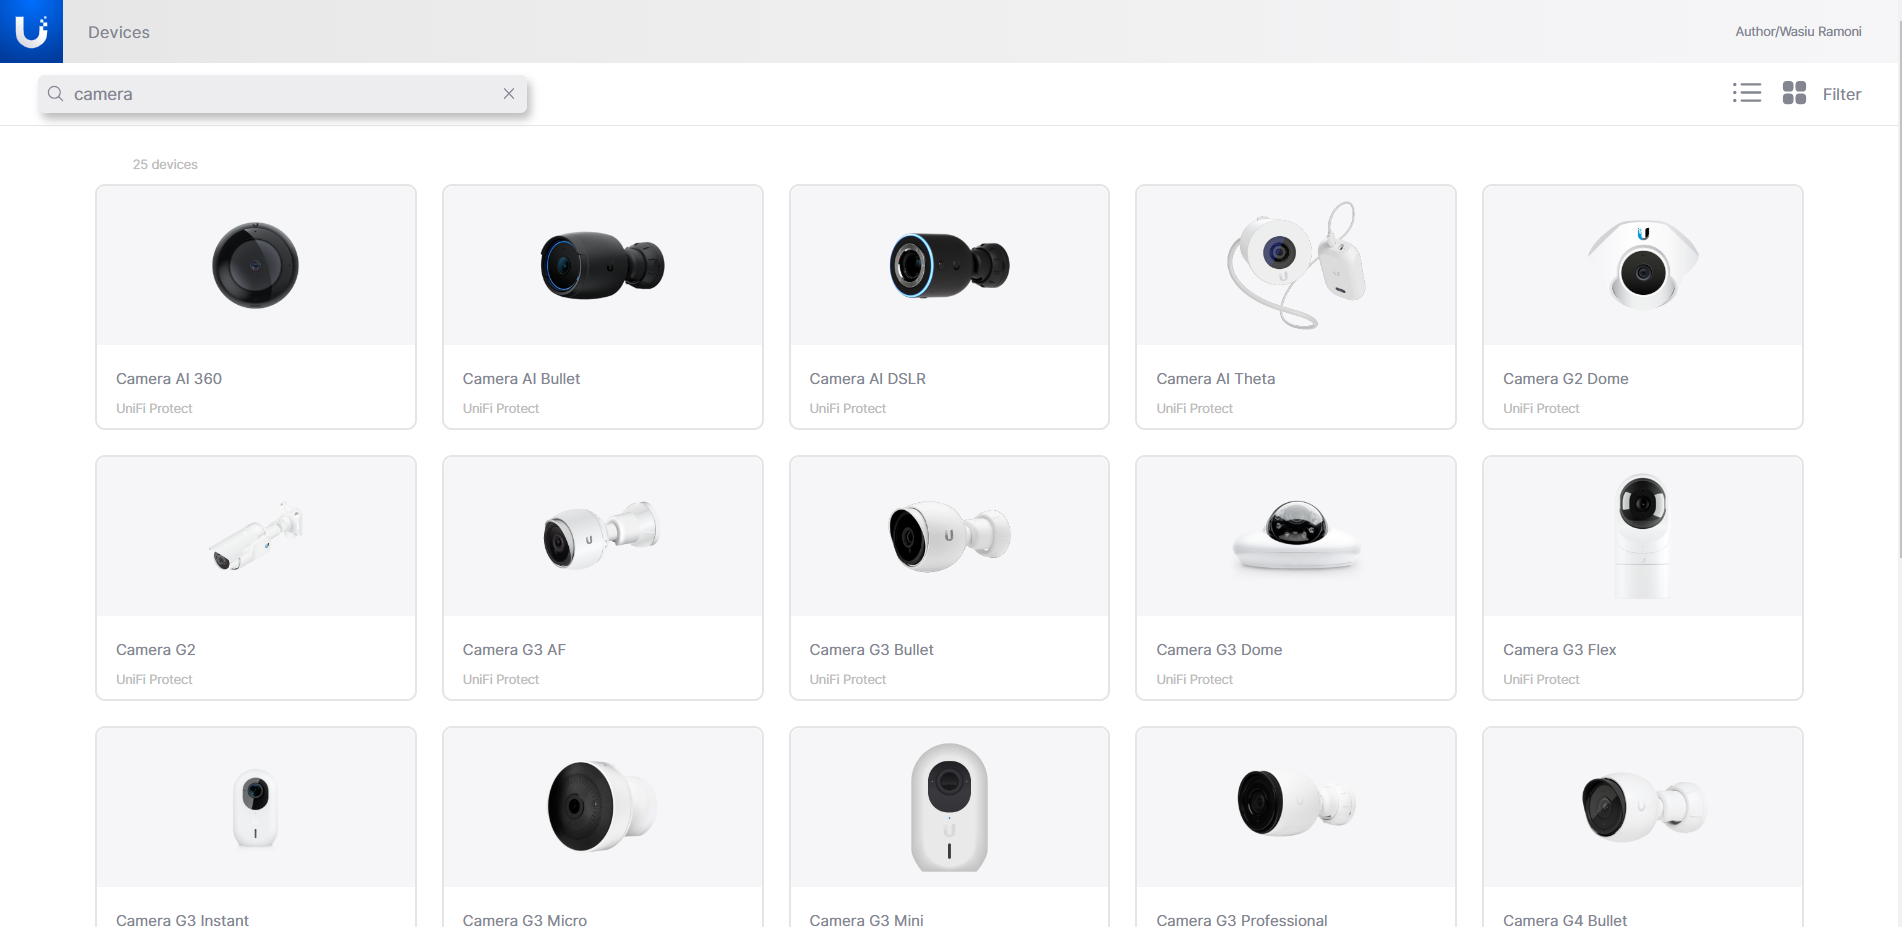 Devices
Author/Wasiu Ramoni
camera
Filter
25 devices
Camera AI 360
UniFi Protect
Camera AI Bullet
UniFi Protect
Camera AI DSLR
UniFi Protect
Camera AI Theta
UniFi Protect
Camera G2 Dome
UniFi Protect
Camera G2
UniFi Protect
Camera G3 AF
UniFi Protect
Camera G3 Bullet
UniFi Protect
Camera G3 Dome
UniFi Protect
Camera G3 Flex
UniFi Protect
Camera G3 Instant
Camera G3 Micro
Camera G3 Mini
Camera G3 Professional
Camera G4 Bullet